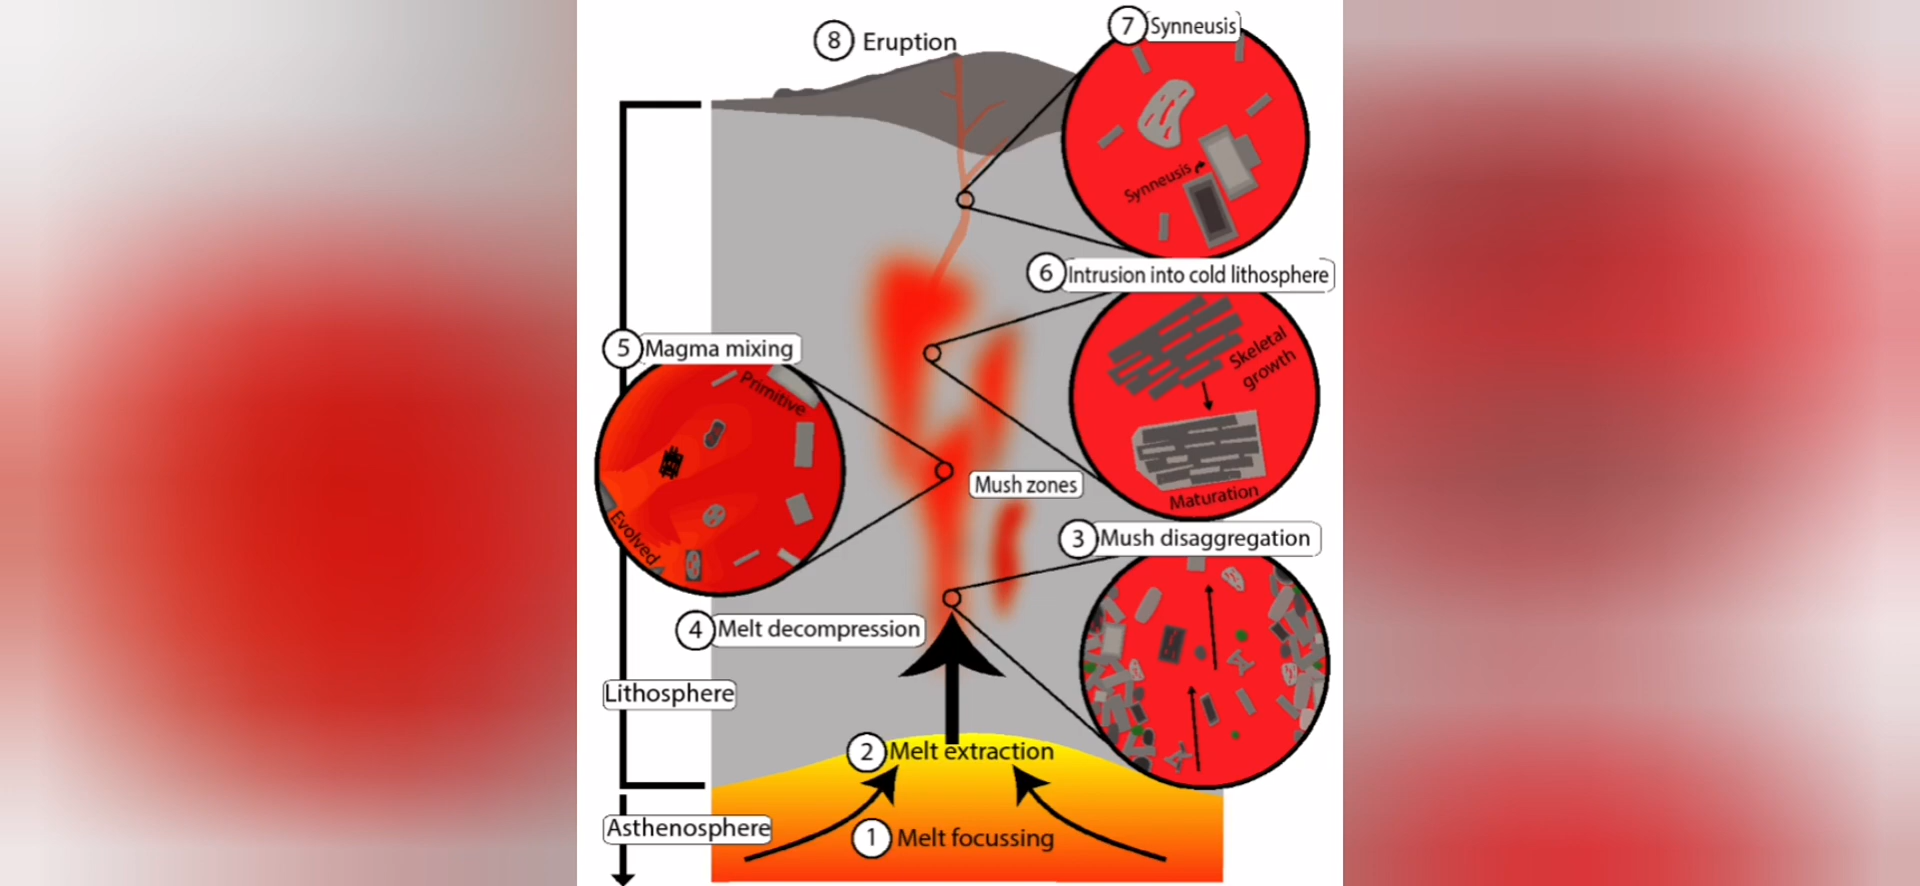 8 Eruption
7 Synneusis
Synneusis
6 Intrusion into cold lithosphere
Skeletal
growth
Maturation
5 Magma mixing
Primitive
Evolved
Mush zones
3 Mush disaggregation
4 Melt decompression
Lithosphere
2 Melt extraction
Asthenosphere
1 Melt focussing